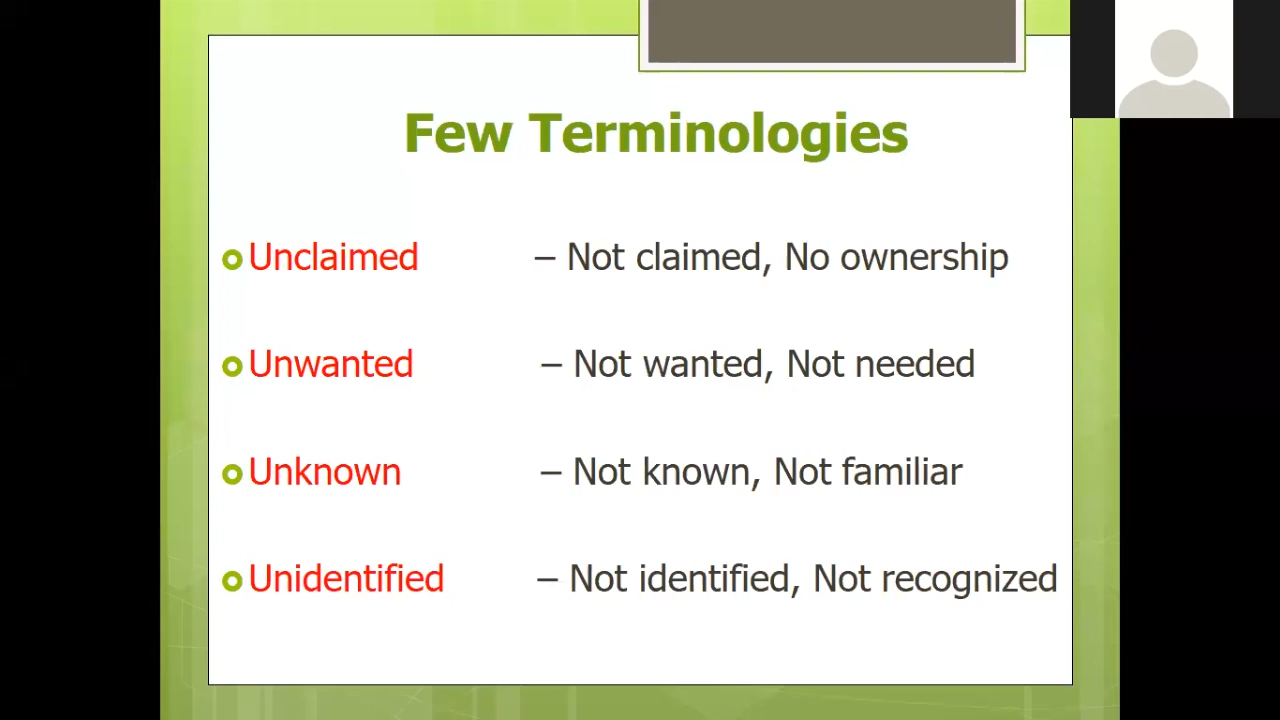 Few Terminologies
Unclaimed – Not claimed, No ownership
Unwanted – Not wanted, Not needed
Unknown – Not known, Not familiar
Unidentified – Not identified, Not recognized